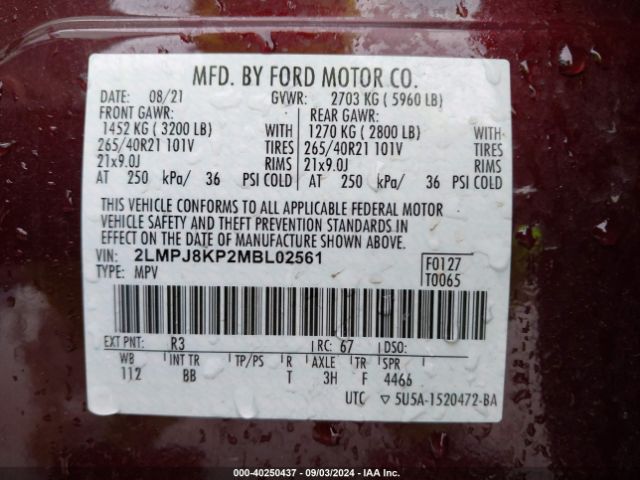 MFD. BY FORD MOTOR CO.
DATE: 08/21 GVWR: 2703 KG ( 5960 LB)
FRONT GAWR: REAR GAWR:
1452 KG ( 3200 LB) WITH 1270 KG ( 2800 LB) WITH
265/40R21 101V TIRES 265/40R21 101V TIRES
21x9.0J RIMS 21x9.0J RIMS
AT 250 kPa/ 36 PSI COLD AT 250 kPa/ 36 PSI COLD
THIS VEHICLE CONFORMS TO ALL APPLICABLE FEDERAL MOTOR
VEHICLE SAFETY AND THEFT PREVENTION STANDARDS IN
EFFECT ON THE DATE OF MANUFACTURE SHOWN ABOVE.
VIN: 2LMPJ8KP2MBL02561 F0127
TYPE: MPV T0065
EXT PNT: R3 RC: 67 DSO:
WB INT TR TP/PS R AXLE TR SPR
112 BB T 3H F 4466
UTC ▽ 5U5A-1520472-BA
000-40250437 - 09/03/2024 - IAA Inc.